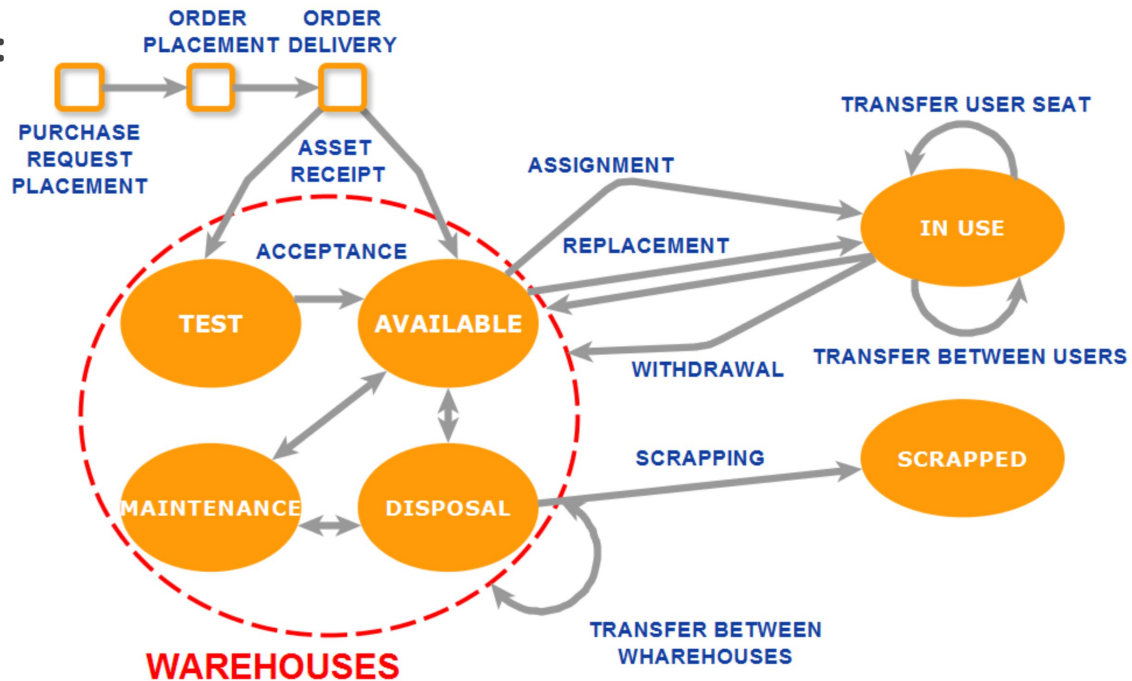 :
ORDER
PLACEMENT
ORDER
DELIVERY
PURCHASE
REQUEST
PLACEMENT
ASSET
RECEIPT
TRANSFER USER SEAT
ASSIGNMENT
IN USE
ACCEPTANCE
REPLACEMENT
TEST
AVAILABLE
TRANSFER BETWEEN USERS
WITHDRAWAL
SCRAPPING
SCRAPPED
MAINTENANCE
DISPOSAL
TRANSFER BETWEEN
WHAREHOUSES
WAREHOUSES